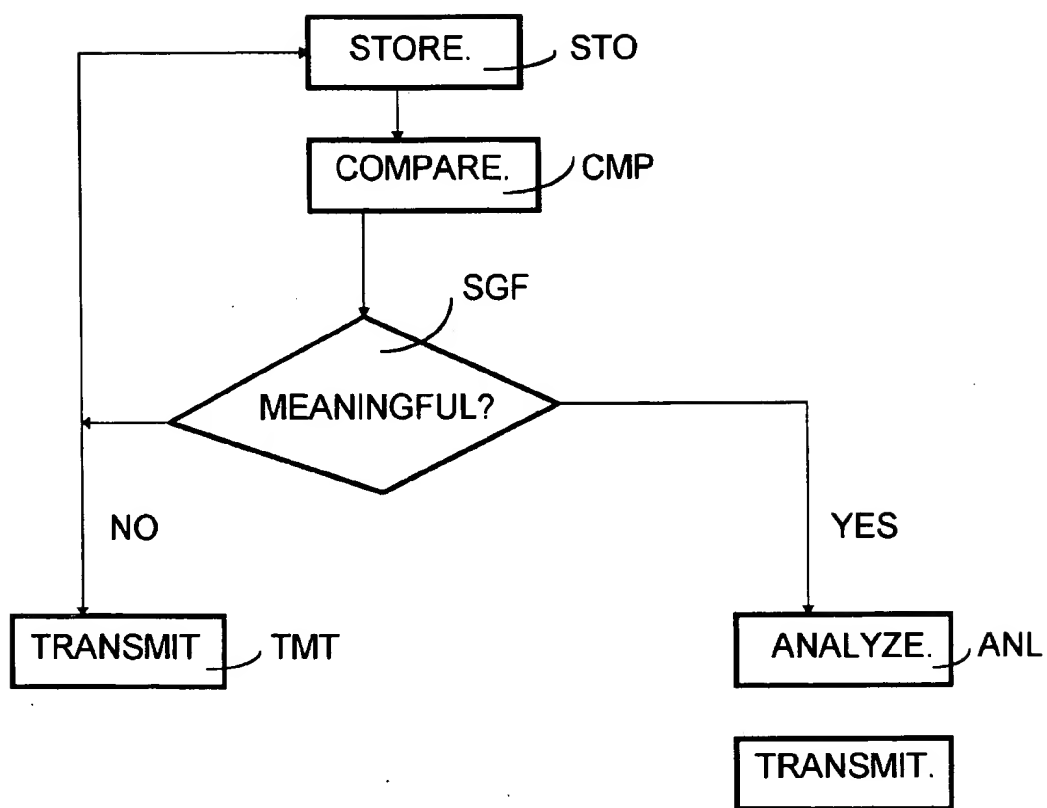 STORE. STO
COMPARE. CMP
SGF
MEANINGFUL?
NO YES
TRANSMIT TMT ANALYZE. ANL
TRANSMIT.